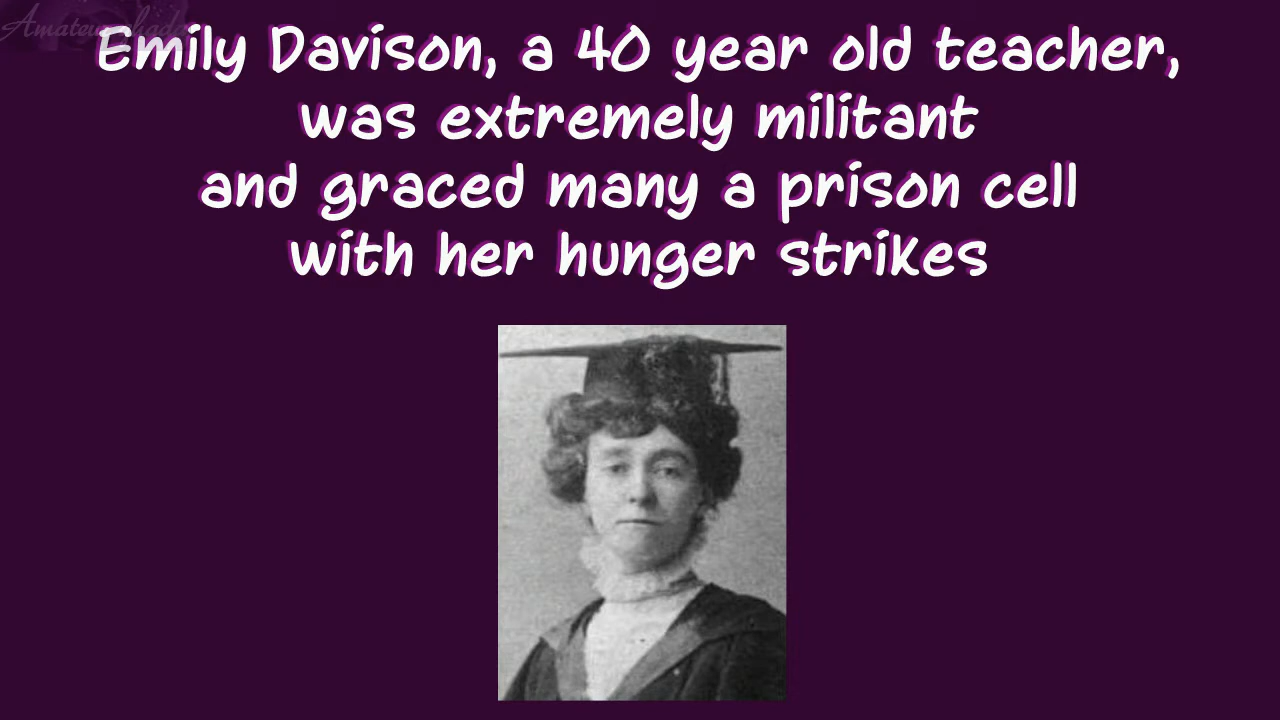 Emily Davison, a 40 year old teacher,
was extremely militant
and graced many a prison cell
with her hunger strikes